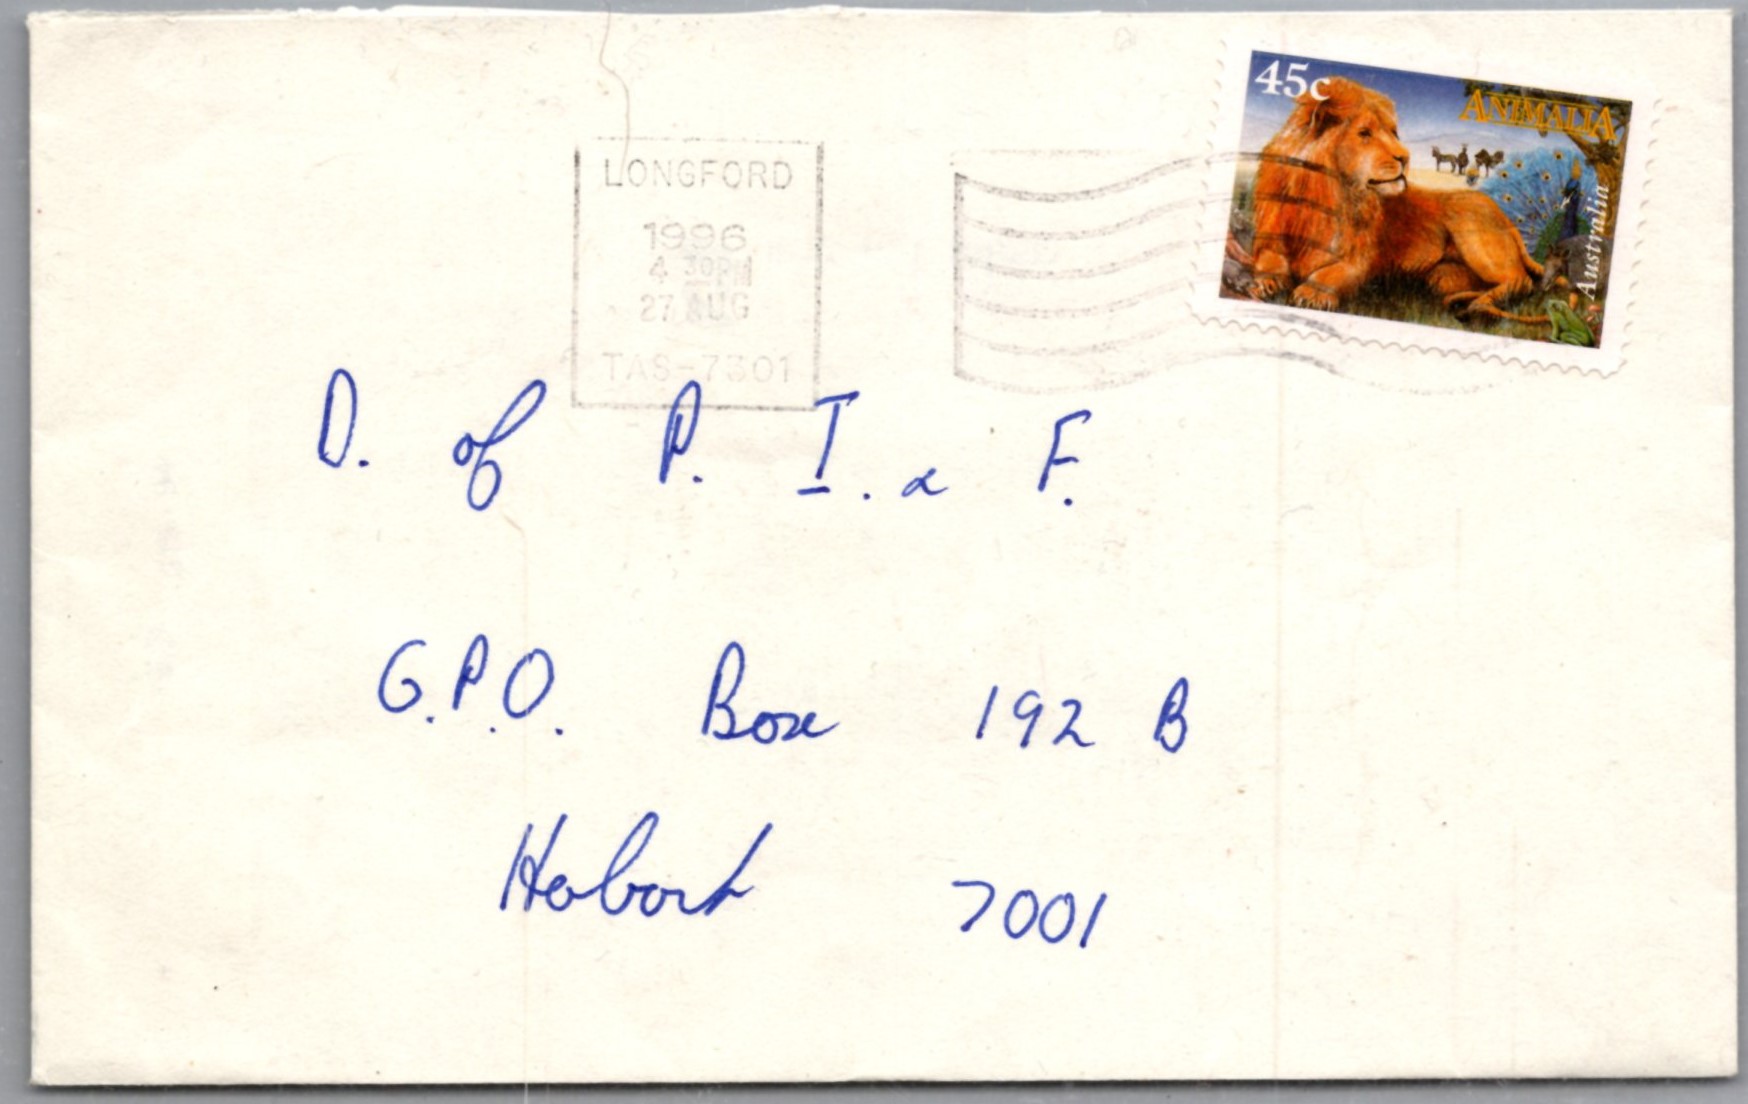 45c
ANIMALIA
Australia
LONGFORD
1996
4 30PM
27 AUG
TAS-7301
D. of P. I. & F.
G.P.O. Box 192 B
Hobart 7001